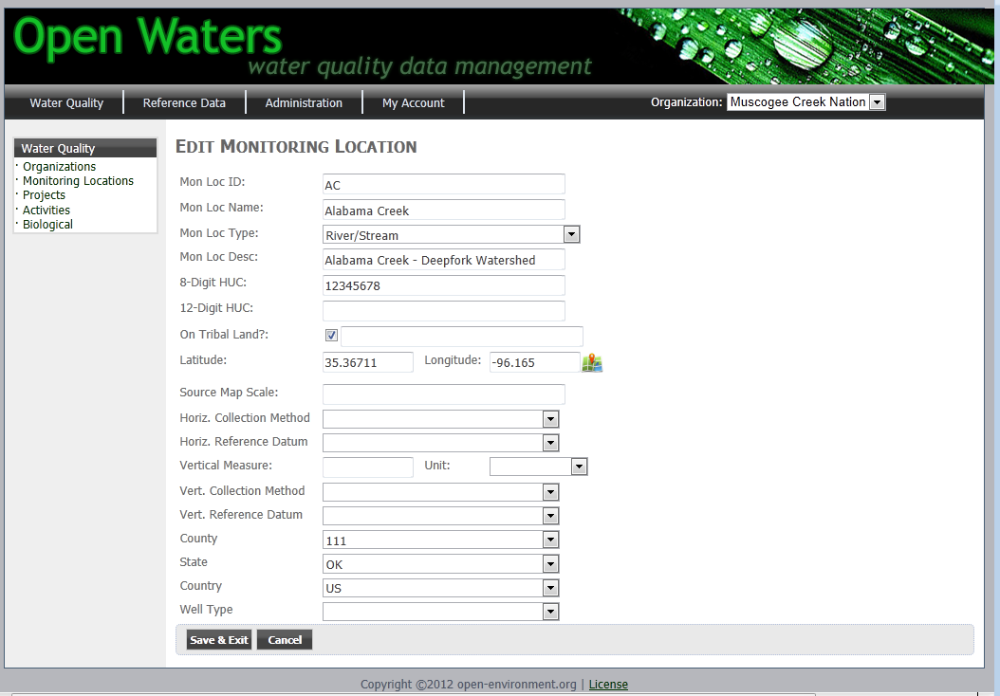 Open Waters
water quality data management
Water Quality | Reference Data | Administration | My Account | Organization: Muscogee Creek Nation
Water Quality
· Organizations
· Monitoring Locations
· Projects
· Activities
· Biological
EDIT MONITORING LOCATION
Mon Loc ID: AC
Mon Loc Name: Alabama Creek
Mon Loc Type: River/Stream
Mon Loc Desc: Alabama Creek - Deepfork Watershed
8-Digit HUC: 12345678
12-Digit HUC:
On Tribal Land?:
Latitude: 35.36711 Longitude: -96.165
Source Map Scale:
Horiz. Collection Method
Horiz. Reference Datum
Vertical Measure: Unit:
Vert. Collection Method
Vert. Reference Datum
County 111
State OK
Country US
Well Type
Save & Exit Cancel
Copyright ©2012 open-environment.org | License